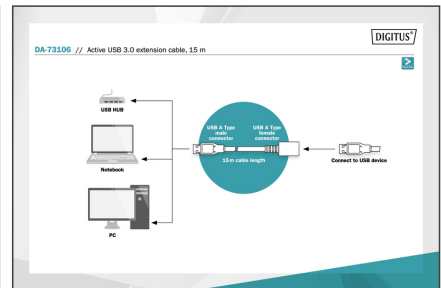 DIGITUS®
DA-73106 // Active USB 3.0 extension cable, 15 m
USB HUB
USB A Type
male
connector
USB A Type
female
connector
15m cable length
Connect to USB device
Notebook
PC